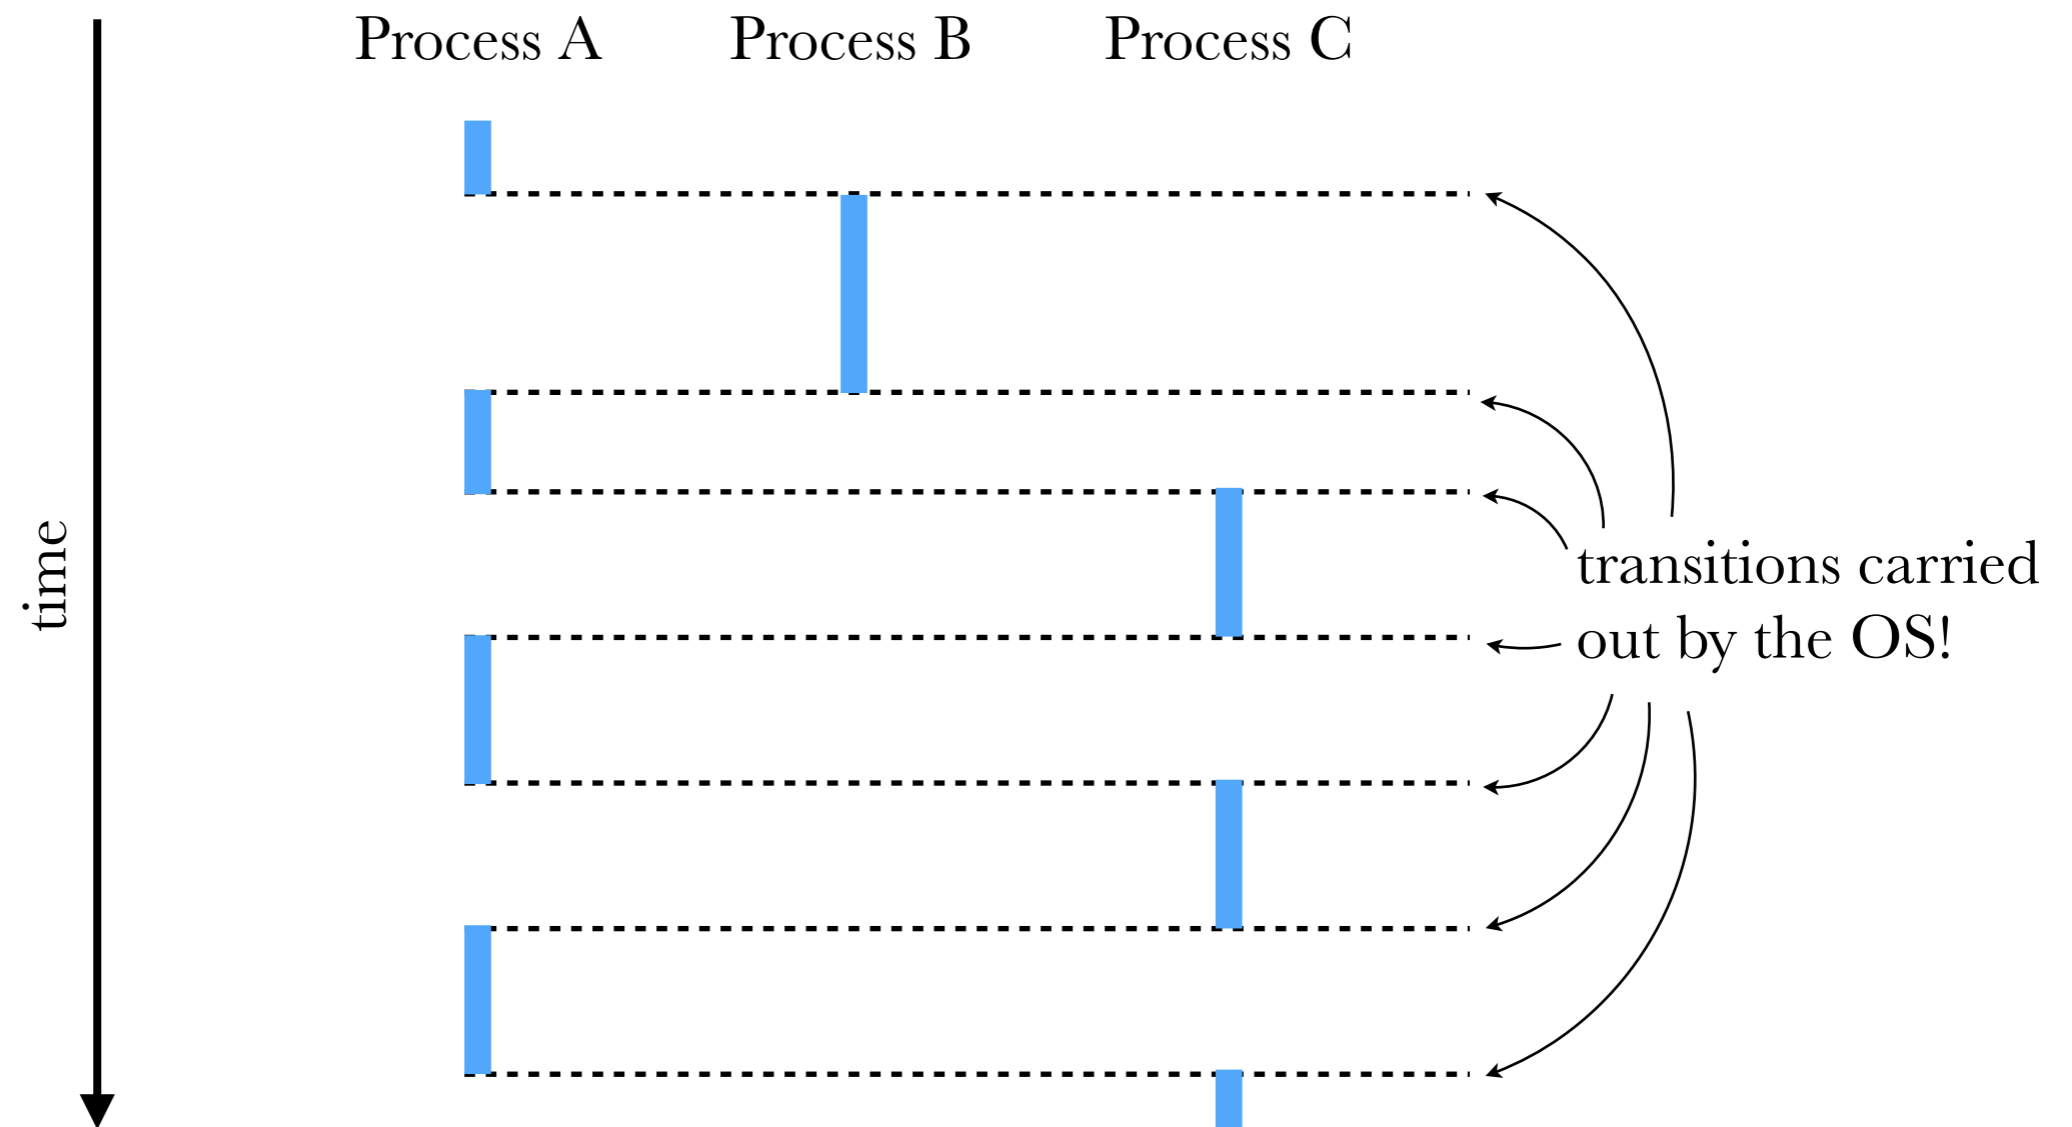 Process A
Process B
Process C
time
transitions carried
out by the OS!